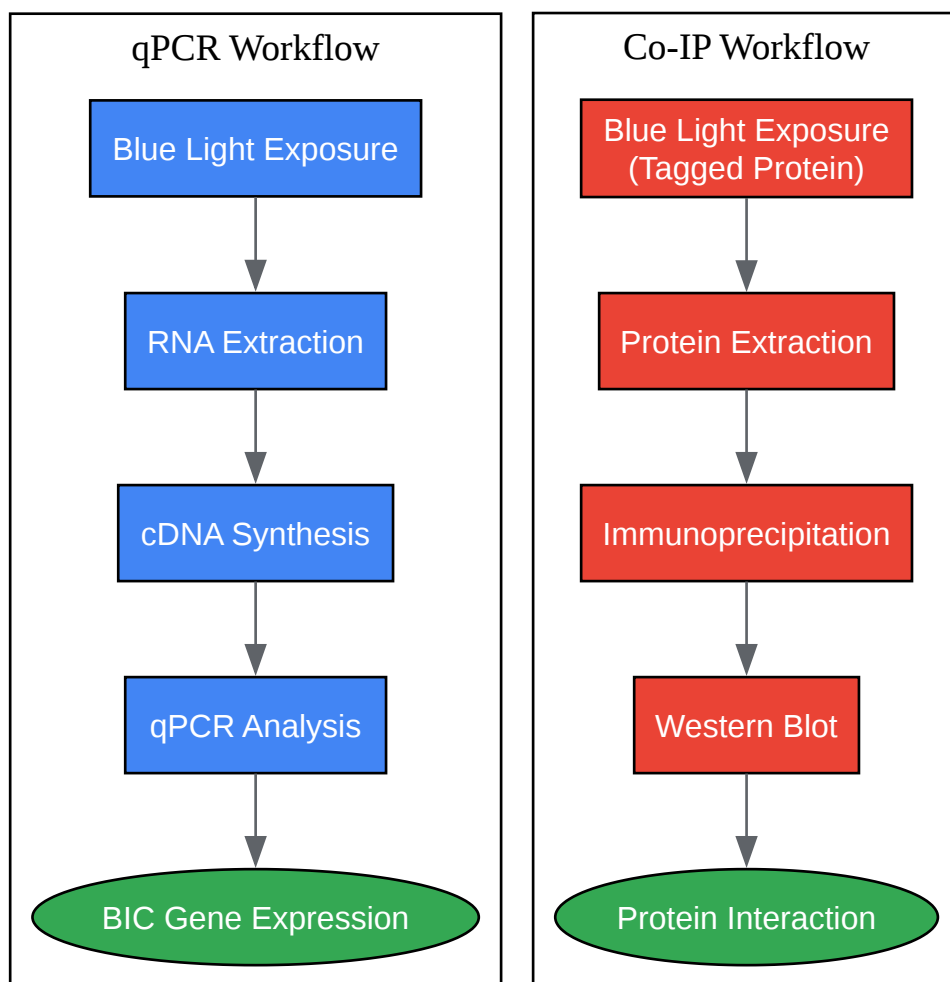 qPCR Workflow
Blue Light Exposure
RNA Extraction
cDNA Synthesis
qPCR Analysis
BIC Gene Expression
Co-IP Workflow
Blue Light Exposure
(Tagged Protein)
Protein Extraction
Immunoprecipitation
Western Blot
Protein Interaction